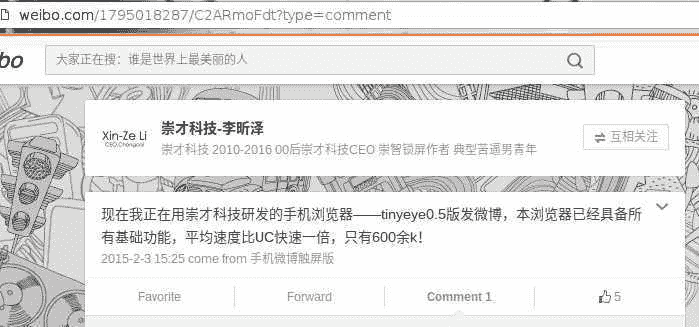 weibo.com/1795018287/C2ARmoFdt?type=comment
bo
大家正在搜：谁是世界上最美丽的人
Xin-Ze Li
CEO,Chongcai
崇才科技-李昕泽
崇才科技 2010-2016 00后崇才科技CEO 崇智锁屏作者 典型苦逼男青年
互相关注
现在我正在用崇才科技研发的手机浏览器——tinyeye0.5版发微博，本浏览器已经具备所
有基础功能，平均速度比UC快速一倍，只有600余k！
2015-2-3 15:25 come from 手机微博触屏版
Favorite
Forward
Comment 1
5